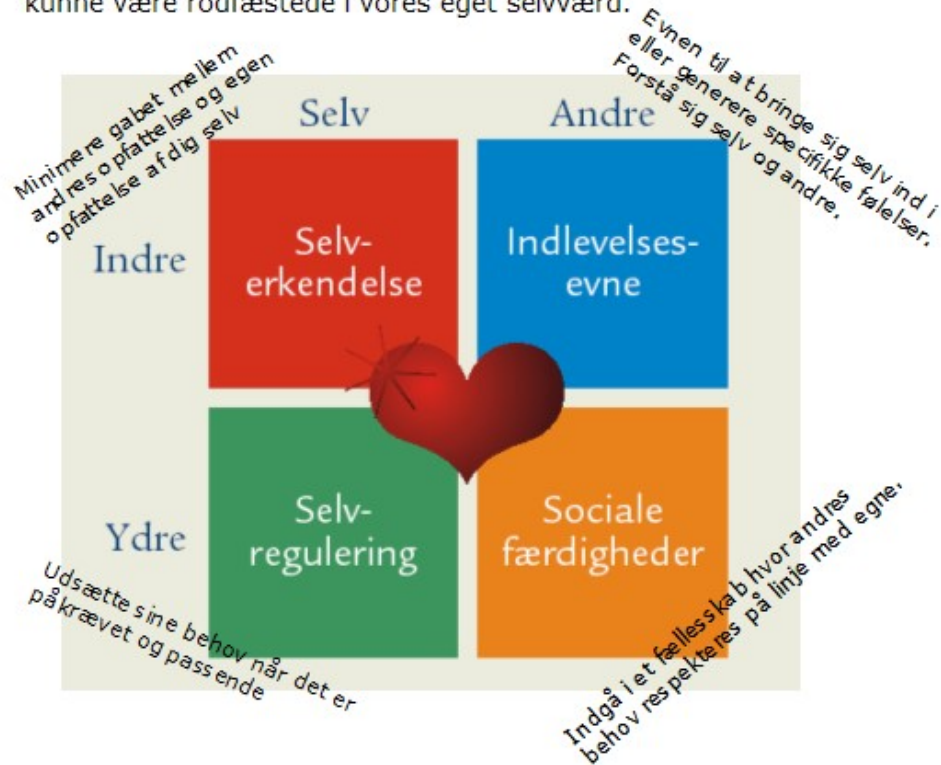 kunne være rodfæstede i vores eget selvværd.
Minimere gabet mellem
andres opfattelse og egen
opfattelse af dig selv
Evnen til at bringe sig selv ind i
eller generere specifikke følelser.
Forstå sig selv og andre.
Selv
Andre
Indre
Selv-
erkendelse
Indlevelses-
evne
Ydre
Selv-
regulering
Sociale
færdigheder
Udsætte sine behov når det er
påkrævet og passende
Indgå i et fællesskab hvor andres
behov respekteres på linje med egne.